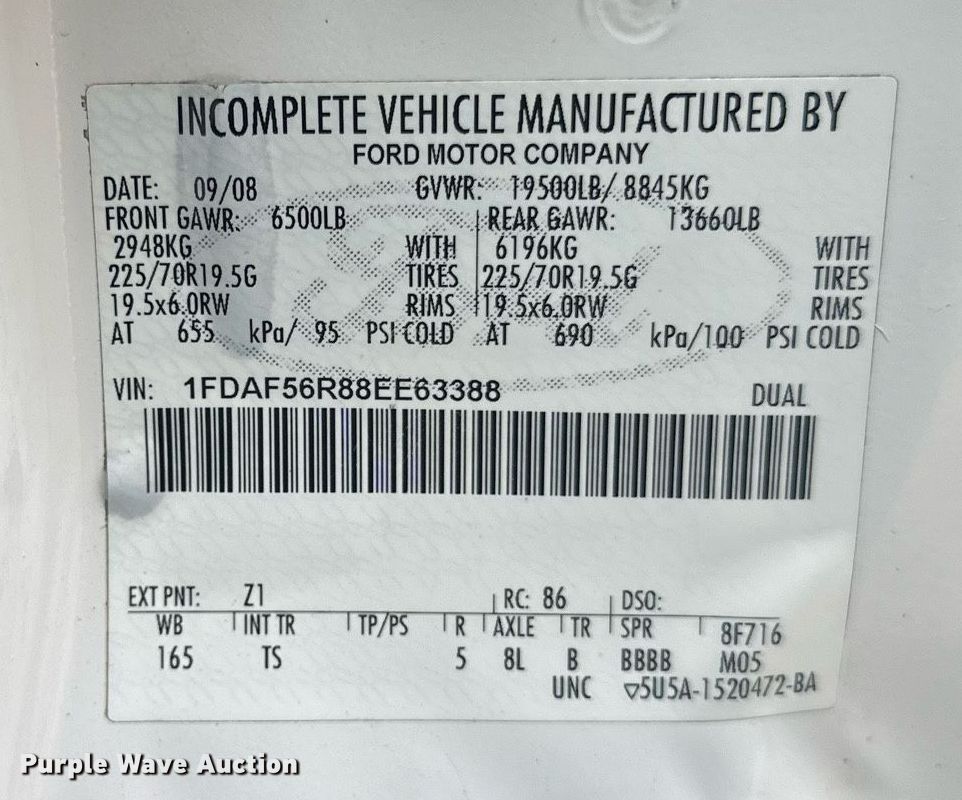 INCOMPLETE VEHICLE MANUFACTURED BY
FORD MOTOR COMPANY
DATE: 09/08 GVWR: 19500LB/ 8845KG
FRONT GAWR: 6500LB REAR GAWR: 13660LB
2948KG WITH 6196KG WITH
225/70R19.5G TIRES 225/70R19.5G TIRES
19.5x6.0RW RIMS 19.5x6.0RW RIMS
AT 655 kPa/ 95 PSI COLD AT 690 kPa/100 PSI COLD
VIN: 1FDAF56R88EE63388 DUAL
EXT PNT: Z1 RC: 86 DSO:
WB INT TR TP/PS R AXLE TR SPR 8F716
165 TS 5 8L B BBBB M05
UNC ▽5U5A-1520472-BA
Purple Wave Auction